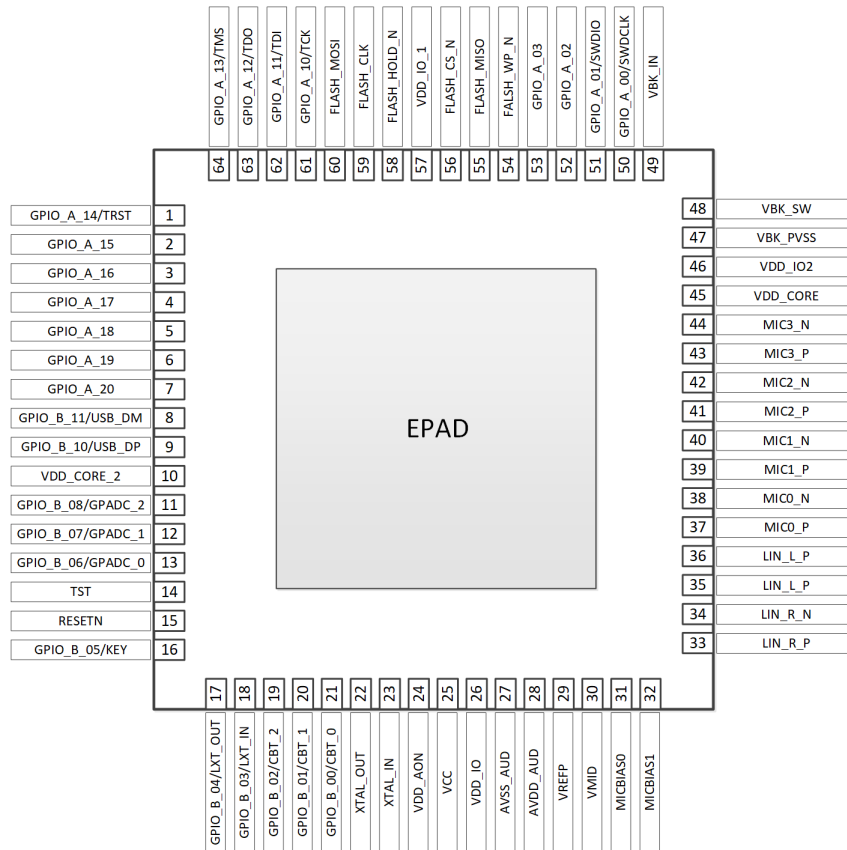 GPIO_A_13/TMS
GPIO_A_12/TDO
GPIO_A_11/TDI
GPIO_A_10/TCK
FLASH_MOSI
FLASH_CLK
FLASH_HOLD_N
VDD_IO_1
FLASH_CS_N
FLASH_MISO
FALSH_WP_N
GPIO_A_03
GPIO_A_02
GPIO_A_01/SWDIO
GPIO_A_00/SWDCLK
VBK_IN
64
63
62
61
60
59
58
57
56
55
54
53
52
51
50
49
GPIO_A_14/TRST 1
GPIO_A_15 2
GPIO_A_16 3
GPIO_A_17 4
GPIO_A_18 5
GPIO_A_19 6
GPIO_A_20 7
GPIO_B_11/USB_DM 8
GPIO_B_10/USB_DP 9
VDD_CORE_2 10
GPIO_B_08/GPADC_2 11
GPIO_B_07/GPADC_1 12
GPIO_B_06/GPADC_0 13
TST 14
RESETN 15
GPIO_B_05/KEY 16
EPAD
48 VBK_SW
47 VBK_PVSS
46 VDD_IO2
45 VDD_CORE
44 MIC3_N
43 MIC3_P
42 MIC2_N
41 MIC2_P
40 MIC1_N
39 MIC1_P
38 MIC0_N
37 MIC0_P
36 LIN_L_P
35 LIN_L_P
34 LIN_R_N
33 LIN_R_P
17
18
19
20
21
22
23
24
25
26
27
28
29
30
31
32
GPIO_B_04/LXT_OUT
GPIO_B_03/LXT_IN
GPIO_B_02/CBT_2
GPIO_B_01/CBT_1
GPIO_B_00/CBT_0
XTAL_OUT
XTAL_IN
VDD_AON
VCC
VDD_IO
AVSS_AUD
AVDD_AUD
VREFP
VMID
MICBIAS0
MICBIAS1